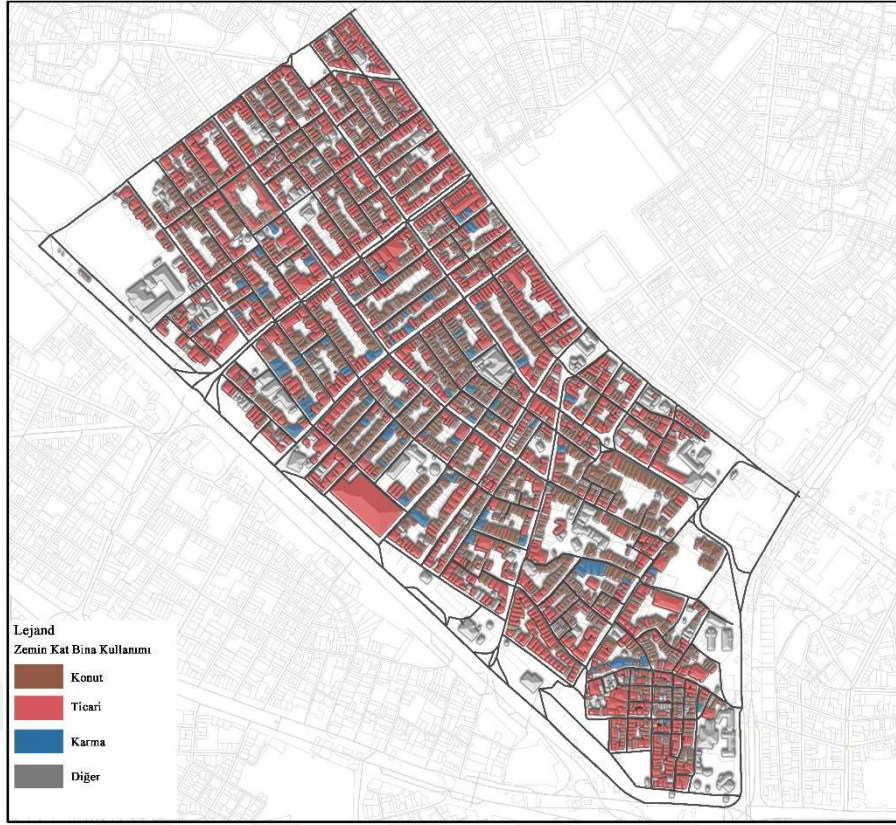 Lejand
Zemin Kat Bina Kullanımı
Konut
Ticari
Karma
Diğer